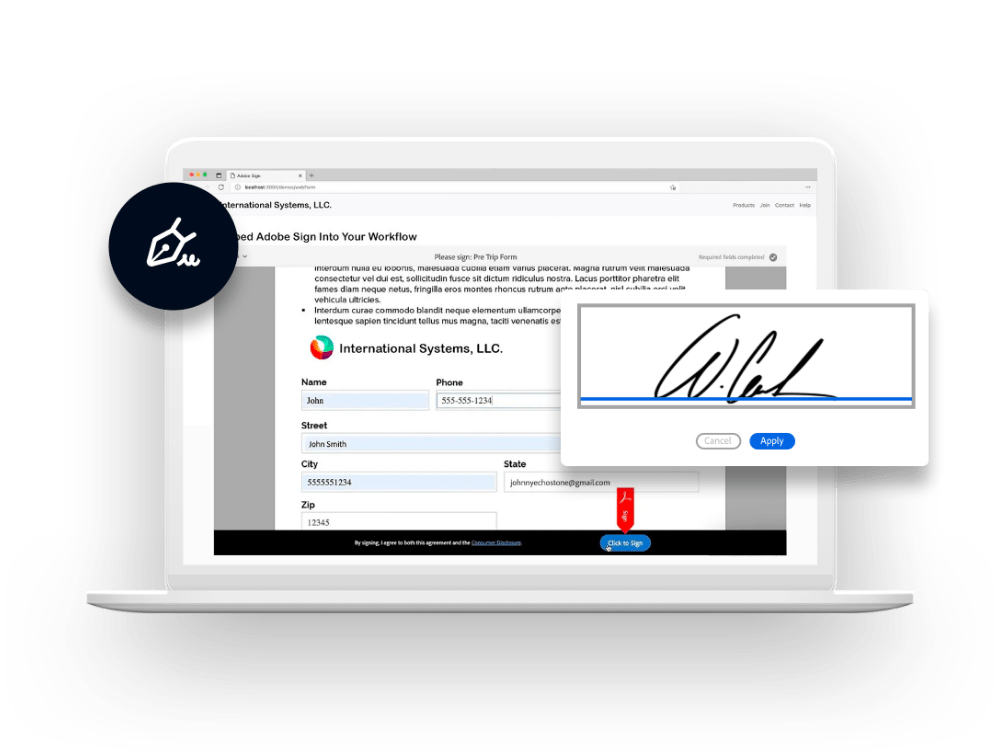 Adobe Sign
localhost:3000/demos/webform
International Systems, LLC.
Products Join Contact Help
bed Adobe Sign Into Your Workflow
Please sign: Pre Trip Form
Required fields completed
Interdum nulla eu lobortis, malesuada cubilia etiam varius placerat. Magna rutrum velit malesuada
consectetur vel dui est, sollicitudin fusce sit dictum ridiculus nostra. Lacus porttitor pharetra elit
fames diam neque netus, fringilla eros montes rhoncus rutrum ante placerat, nisl cubilia orci velit
vehicula ultricies.
• Interdum curae commodo blandit neque elementum ullamcorpe
lentesque sapien tincidunt tellus mus magna, taciti venenatis es
International Systems, LLC.
Name Phone
John 555-555-1234
Street
John Smith
City State
5555551234 johnnyechostone@gmail.com
Zip
12345
Sign
By signing, I agree to both this agreement and the Consumer Disclosure.
Click to Sign
Cancel Apply